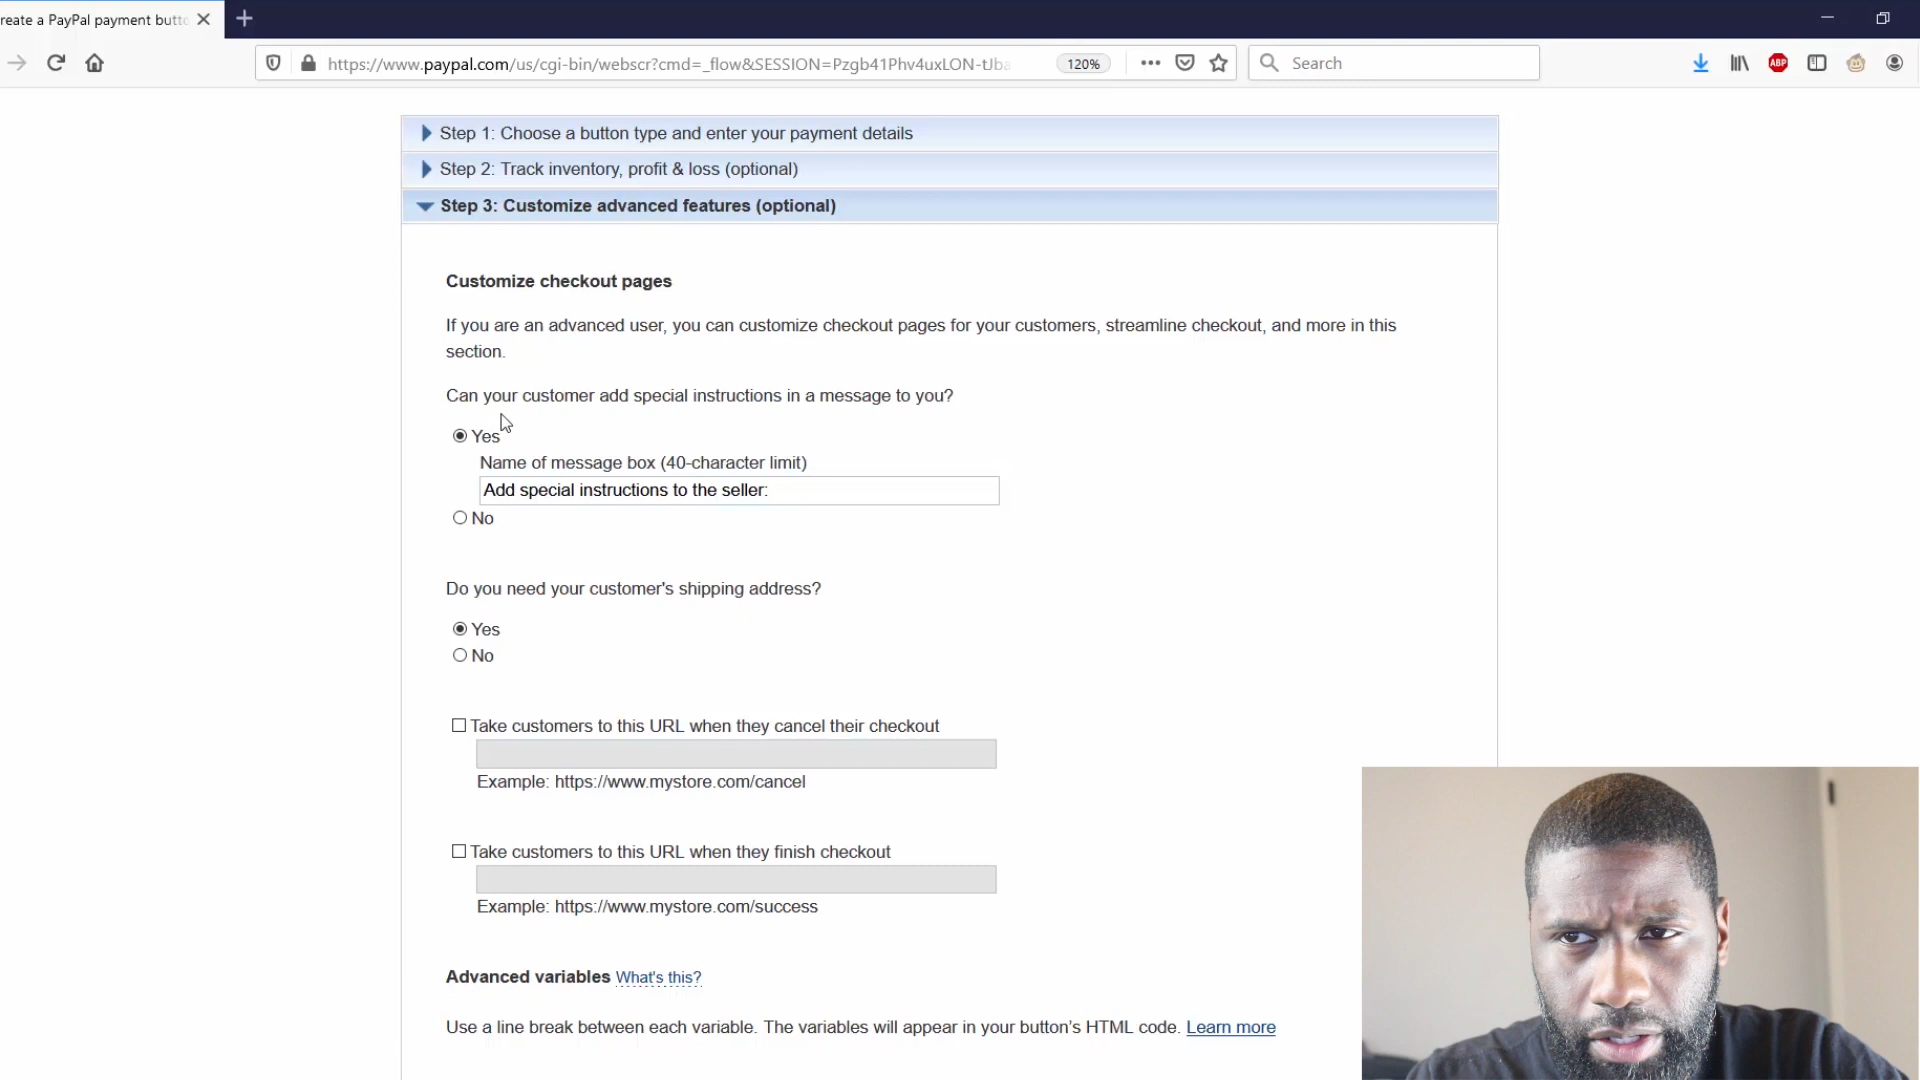 reate a PayPal payment butto
https://www.paypal.com/us/cgi-bin/webscr?cmd=_flow&SESSION=Pzgb41Phv4uxLON-tJba
120%
Search
ABP
Step 1: Choose a button type and enter your payment details
Step 2: Track inventory, profit & loss (optional)
Step 3: Customize advanced features (optional)
Customize checkout pages
If you are an advanced user, you can customize checkout pages for your customers, streamline checkout, and more in this
section.
Can your customer add special instructions in a message to you?
Yes
Name of message box (40-character limit)
Add special instructions to the seller:
No
Do you need your customer's shipping address?
Yes
No
Take customers to this URL when they cancel their checkout
Example: https://www.mystore.com/cancel
Take customers to this URL when they finish checkout
Example: https://www.mystore.com/success
Advanced variables What's this?
Use a line break between each variable. The variables will appear in your button's HTML code. Learn more